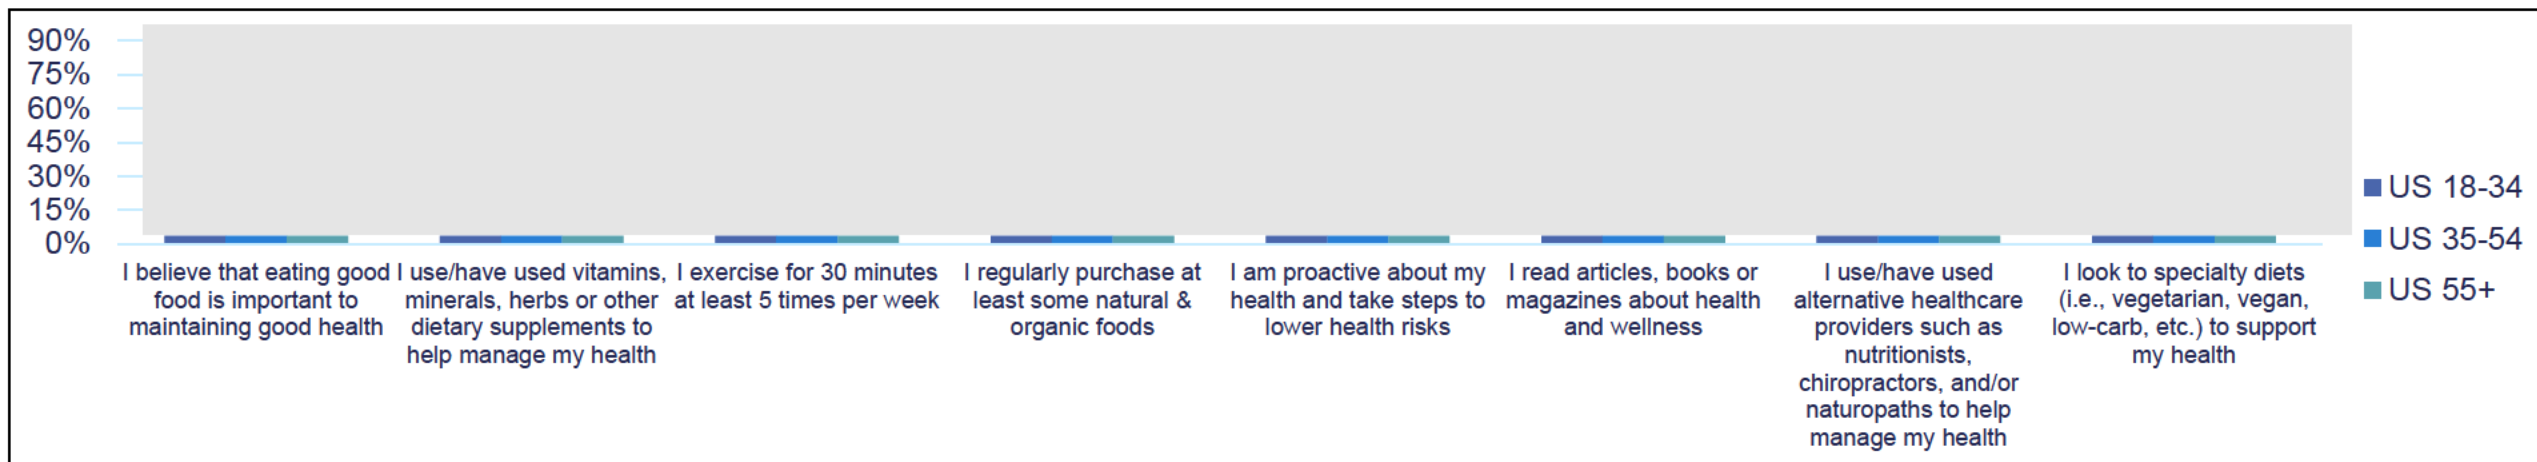 90%
75%
60%
45%
30%
15%
0%
I believe that eating good
food is important to
maintaining good health
I use/have used vitamins,
minerals, herbs or other
dietary supplements to
help manage my health
I exercise for 30 minutes
at least 5 times per week
I regularly purchase at
least some natural &
organic foods
I am proactive about my
health and take steps to
lower health risks
I read articles, books or
magazines about health
and wellness
I use/have used
alternative healthcare
providers such as
nutritionists,
chiropractors, and/or
naturopaths to help
manage my health
I look to specialty diets
(i.e., vegetarian, vegan,
low-carb, etc.) to support
my health
US 18-34
US 35-54
US 55+